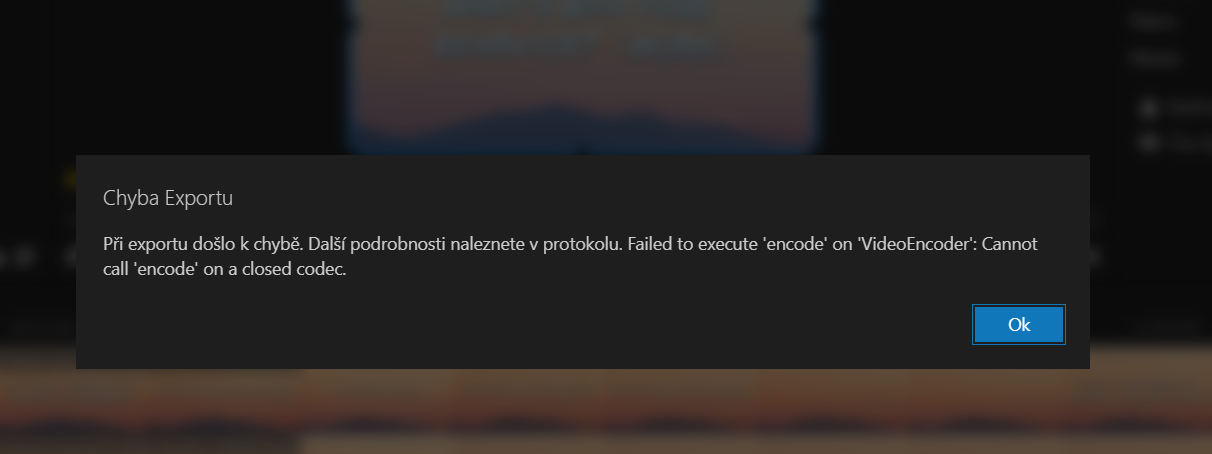 Chyba Exportu
Při exportu došlo k chybě. Další podrobnosti naleznete v protokolu. Failed to execute 'encode' on 'VideoEncoder': Cannot
call 'encode' on a closed codec.
Ok